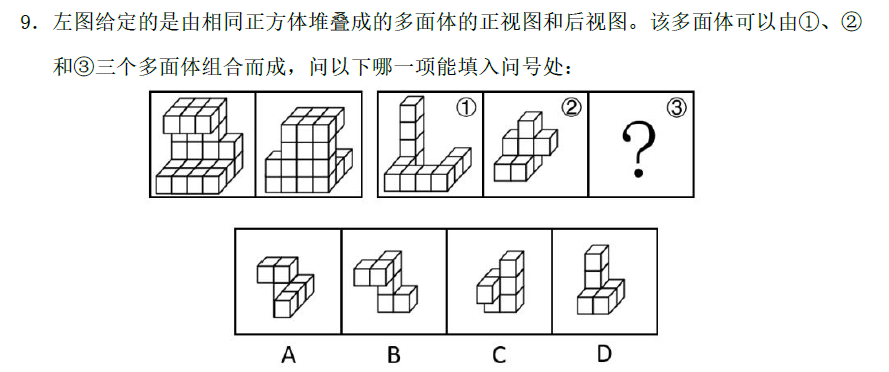 9. 左图给定的是由相同正方体堆叠成的多面体的正视图和后视图。该多面体可以由①、②
和③三个多面体组合而成，问以下哪一项能填入问号处：
① ② ③
?
A B C D